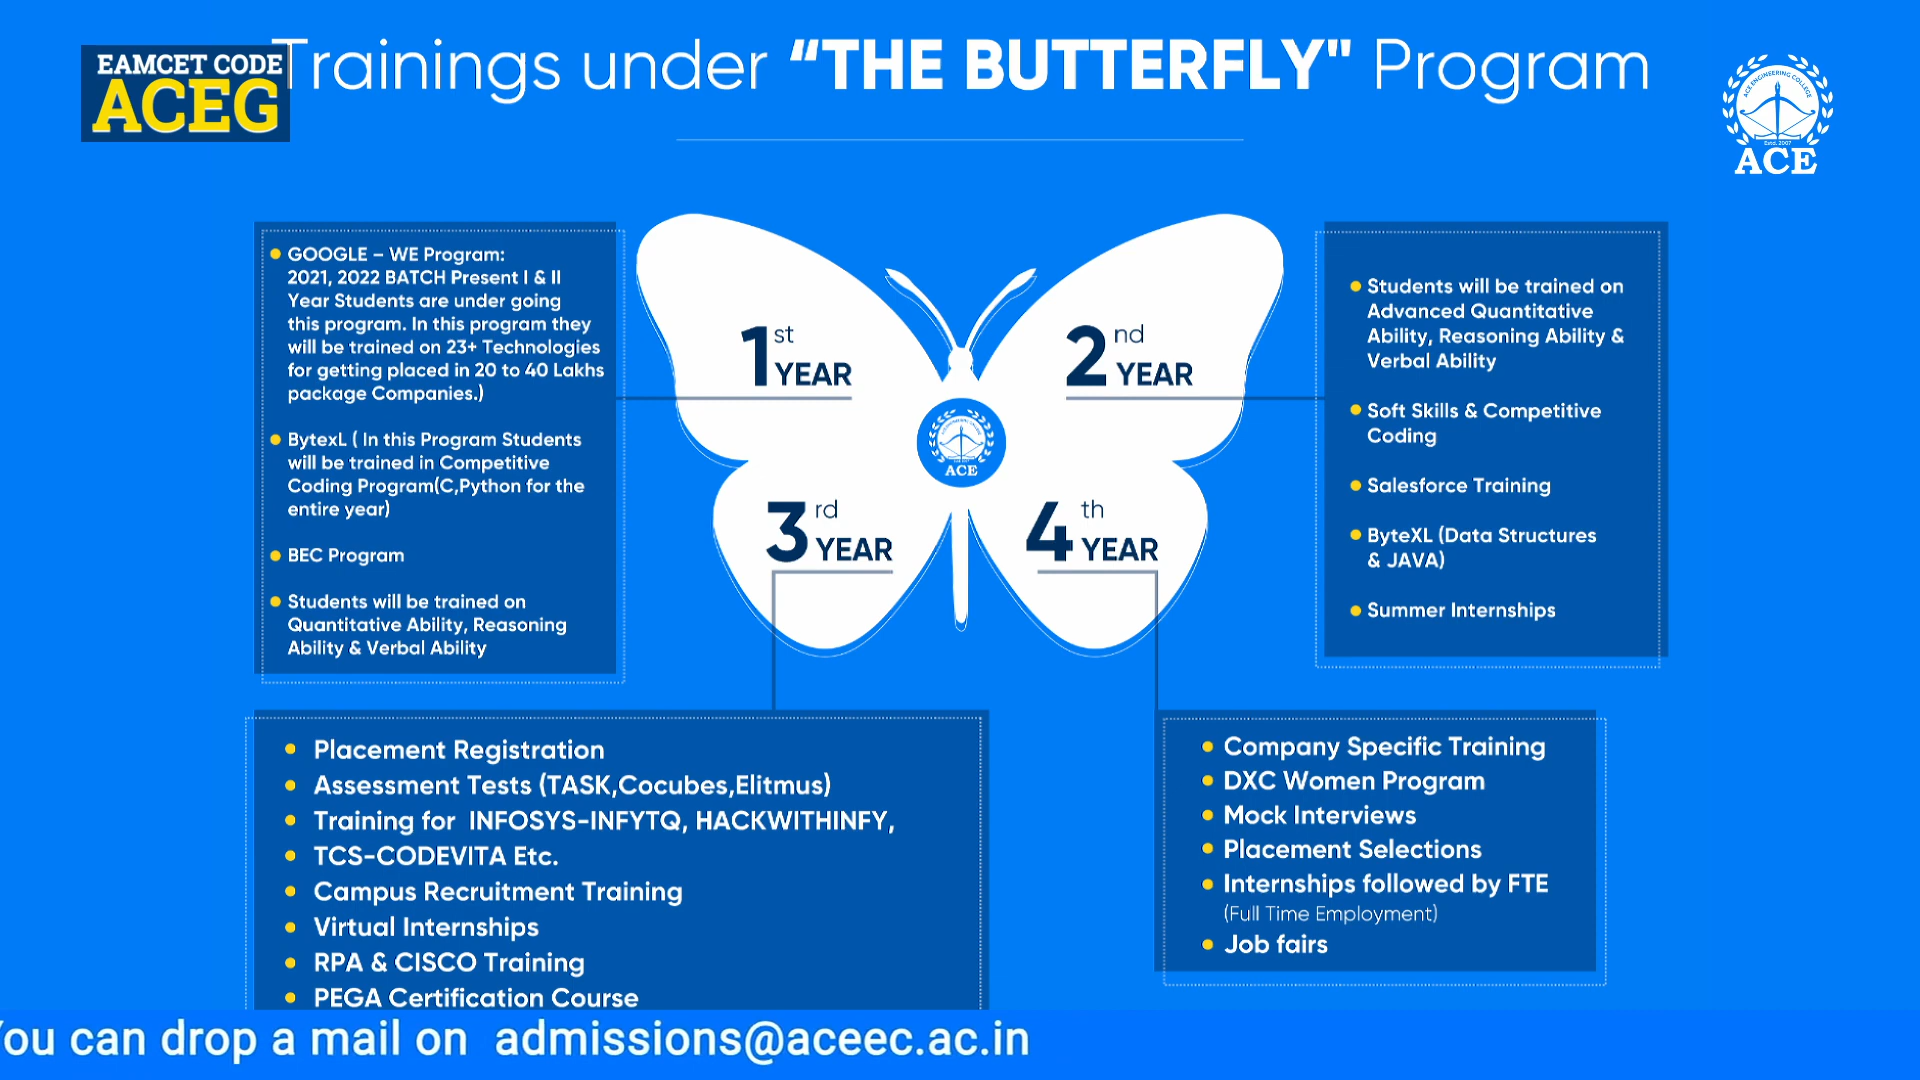 Trainings under “THE BUTTERFLY" Program
EAMCET CODE
ACEG
ACE ENGINEERING COLLEGE
Estd. 2007
ACE
GOOGLE – WE Program:
2021, 2022 BATCH Present I & II
Year Students are under going
this program. In this program they
will be trained on 23+ Technologies
for getting placed in 20 to 40 Lakhs
package Companies.)
BytexL ( In this Program Students
will be trained in Competitive
Coding Program(C,Python for the
entire year)
BEC Program
Students will be trained on
Quantitative Ability, Reasoning
Ability & Verbal Ability
1st
YEAR
2nd
YEAR
ACE
3rd
YEAR
4th
YEAR
Students will be trained on
Advanced Quantitative
Ability, Reasoning Ability &
Verbal Ability
Soft Skills & Competitive
Coding
Salesforce Training
ByteXL (Data Structures
& JAVA)
Summer Internships
Placement Registration
Assessment Tests (TASK,Cocubes,Elitmus)
Training for INFOSYS-INFYTQ, HACKWITHINFY,
TCS-CODEVITA Etc.
Campus Recruitment Training
Virtual Internships
RPA & CISCO Training
PEGA Certification Course
Company Specific Training
DXC Women Program
Mock Interviews
Placement Selections
Internships followed by FTE
(Full Time Employment)
Job fairs
You can drop a mail on admissions@aceec.ac.in